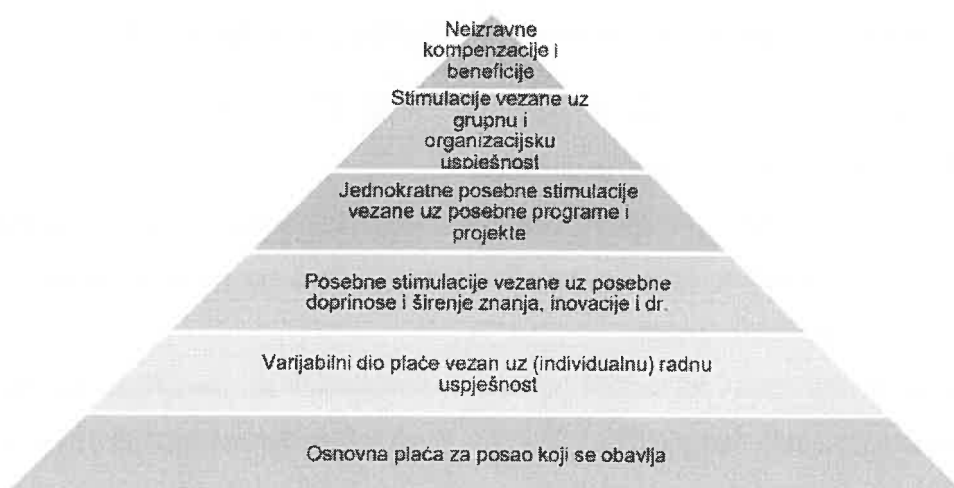 Neizravne
kompenzacije i
beneficije
Stimulacije vezane uz
grupnu i
organizacijsku
uspješnost
Jednokratne posebne stimulacije
vezane uz posebne programe i
projekte
Posebne stimulacije vezane uz posebne
doprinose i širenje znanja, inovacije i dr.
Varijabilni dio plaće vezan uz (individualnu) radnu
uspješnost
Osnovna plaća za posao koji se obavlja